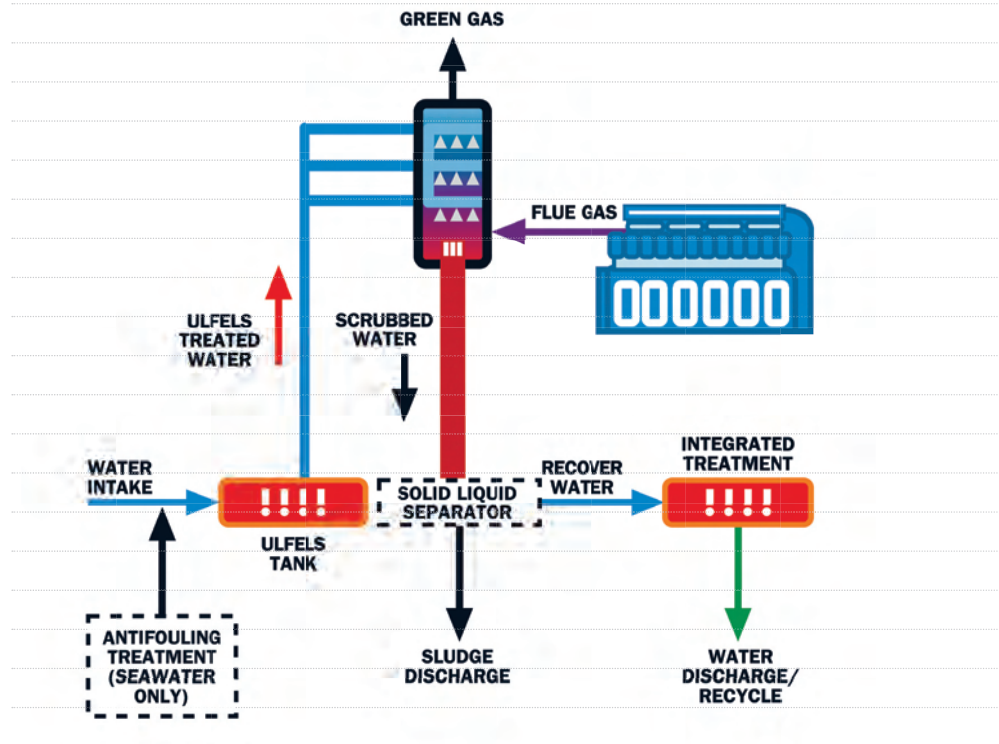 GREEN GAS
FLUE GAS
ULFELS
TREATED
WATER
SCRUBBED
WATER
WATER
INTAKE
ULFELS
TANK
SOLID LIQUID
SEPARATOR
RECOVER
WATER
INTEGRATED
TREATMENT
ANTIFOULING
TREATMENT
(SEAWATER
ONLY)
SLUDGE
DISCHARGE
WATER
DISCHARGE/
RECYCLE